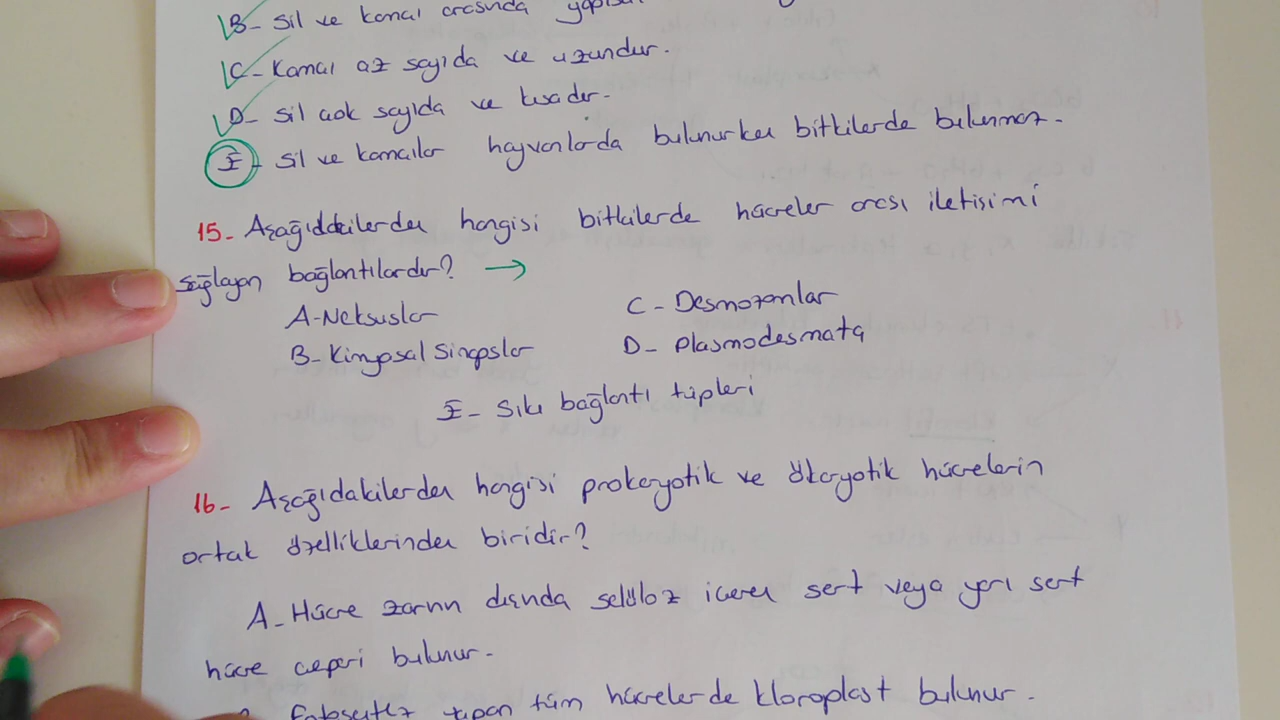 B- Sil ve kamçı arasında
C- Kamçı az sayıda ve uzundur.
D- Sil çok sayıda ve kısadır.
E- Sil ve kamçılar hayvanlarda bulunurken bitkilerde bulunmaz.
15- Aşağıdakilerden hangisi bitkilerde hücreler arası iletişimi
sağlayan bağlantılardır? →
A- Neksuslar
C- Desmozomlar
B- Kimyasal Sinapslar
D- Plasmodesmata
E- Sıkı bağlantı tüpleri
16- Aşağıdakilerden hangisi prokaryotik ve ökaryotik hücrelerin
ortak özelliklerinden biridir?
A- Hücre zarının dışında selüloz içeren sert veya yarı sert
hücre çeperi bulunur.
tüm hücrelerde kloroplast bulunur.